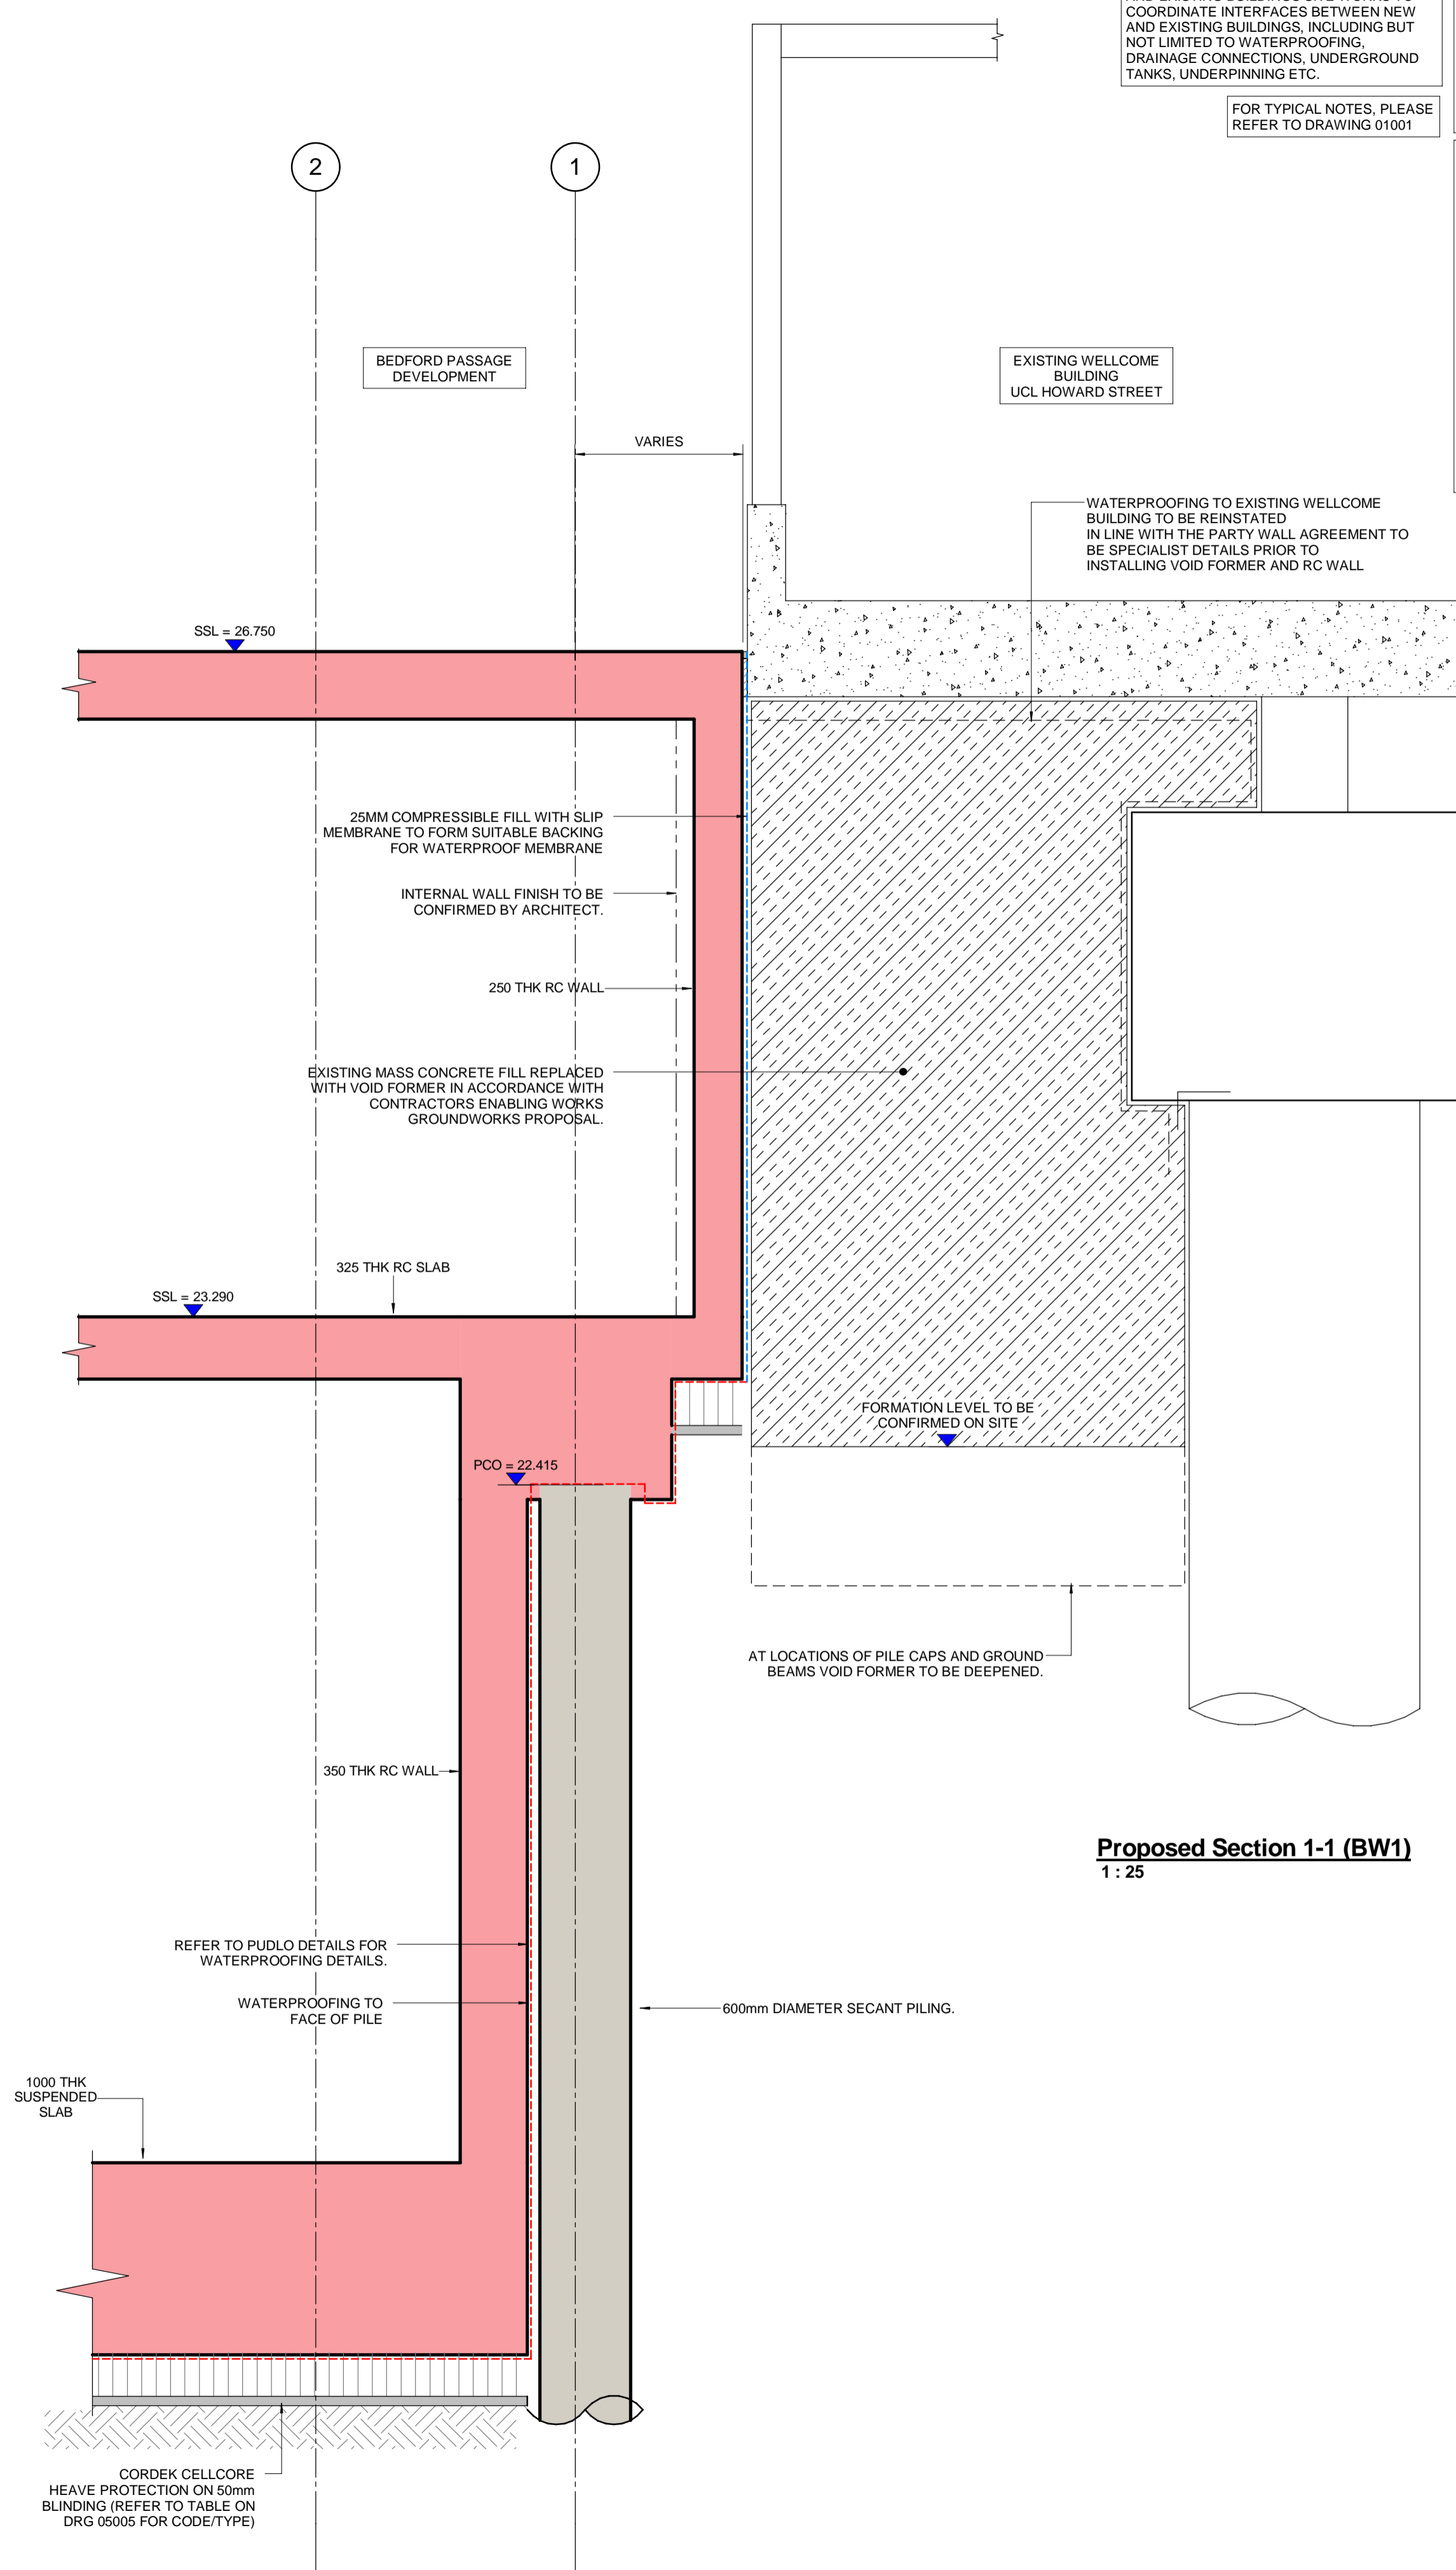 COORDINATE INTERFACES BETWEEN NEW
AND EXISTING BUILDINGS, INCLUDING BUT
NOT LIMITED TO WATERPROOFING,
DRAINAGE CONNECTIONS, UNDERGROUND
TANKS, UNDERPINNING ETC.
FOR TYPICAL NOTES, PLEASE
REFER TO DRAWING 01001
2
1
BEDFORD PASSAGE
DEVELOPMENT
EXISTING WELLCOME
BUILDING
UCL HOWARD STREET
VARIES
WATERPROOFING TO EXISTING WELLCOME
BUILDING TO BE REINSTATED
IN LINE WITH THE PARTY WALL AGREEMENT TO
BE SPECIALIST DETAILS PRIOR TO
INSTALLING VOID FORMER AND RC WALL
SSL = 26.750
25MM COMPRESSIBLE FILL WITH SLIP
MEMBRANE TO FORM SUITABLE BACKING
FOR WATERPROOF MEMBRANE
INTERNAL WALL FINISH TO BE
CONFIRMED BY ARCHITECT.
250 THK RC WALL
EXISTING MASS CONCRETE FILL REPLACED
WITH VOID FORMER IN ACCORDANCE WITH
CONTRACTORS ENABLING WORKS
GROUNDWORKS PROPOSAL.
325 THK RC SLAB
SSL = 23.290
FORMATION LEVEL TO BE
CONFIRMED ON SITE
PCO = 22.415
AT LOCATIONS OF PILE CAPS AND GROUND
BEAMS VOID FORMER TO BE DEEPENED.
350 THK RC WALL
Proposed Section 1-1 (BW1)
1 : 25
REFER TO PUDLO DETAILS FOR
WATERPROOFING DETAILS.
WATERPROOFING TO
FACE OF PILE
600mm DIAMETER SECANT PILING.
1000 THK
SUSPENDED
SLAB
CORDEK CELLCORE
HEAVE PROTECTION ON 50mm
BLINDING (REFER TO TABLE ON
DRG 05005 FOR CODE/TYPE)